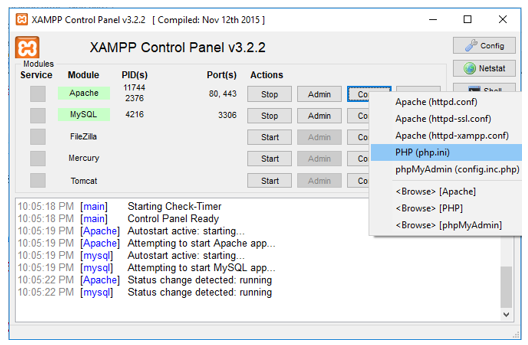 XAMPP Control Panel v3.2.2 [ Compiled: Nov 12th 2015 ]
XAMPP Control Panel v3.2.2
Config
Modules
Service Module PID(s) Port(s) Actions
Netstat
Apache 11744 2376 80, 443 Stop Admin
Shell
MySQL 4216 3306 Stop Admin
FileZilla Start Admin
Mercury Start Admin
Tomcat Start Admin
Apache (httpd.conf)
Apache (httpd-ssl.conf)
Apache (httpd-xampp.conf)
PHP (php.ini)
phpMyAdmin (config.inc.php)
<Browse> [Apache]
<Browse> [PHP]
<Browse> [phpMyAdmin]
10:05:18 PM [main] Starting Check-Timer
10:05:18 PM [main] Control Panel Ready
10:05:19 PM [Apache] Autostart active: starting...
10:05:19 PM [Apache] Attempting to start Apache app...
10:05:19 PM [mysql] Autostart active: starting...
10:05:19 PM [mysql] Attempting to start MySQL app...
10:05:22 PM [Apache] Status change detected: running
10:05:22 PM [mysql] Status change detected: running